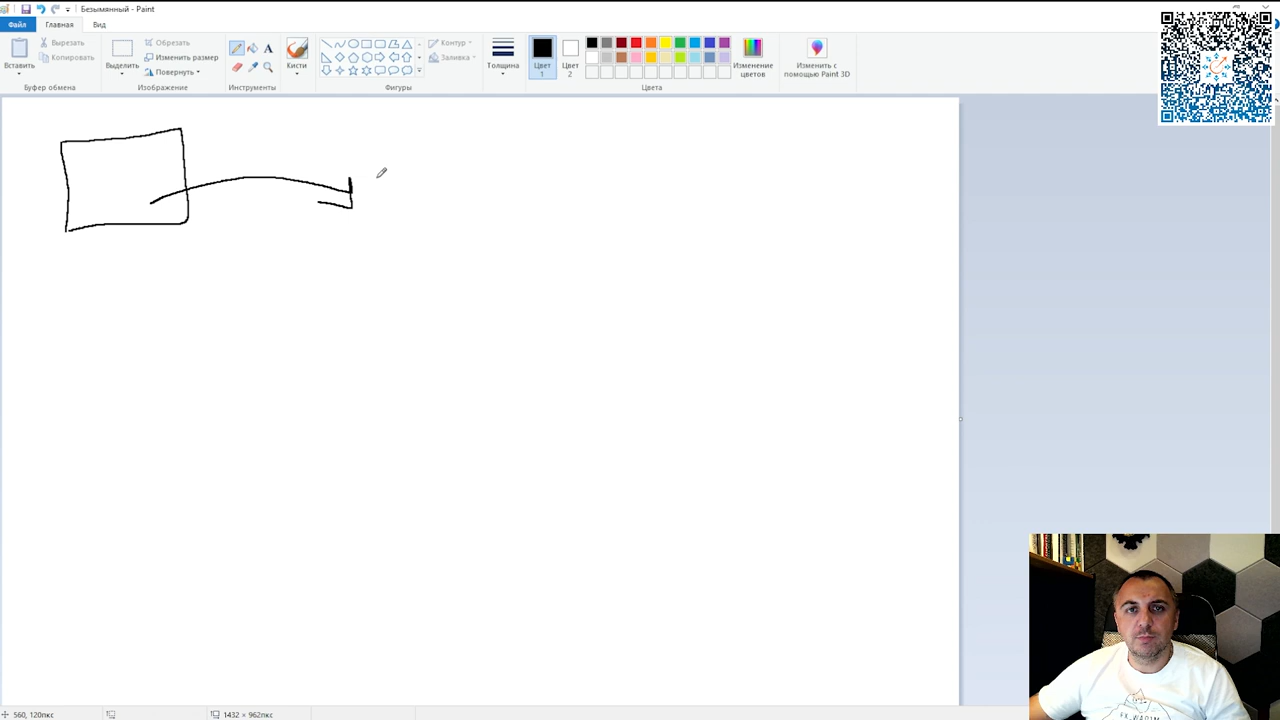 Безымянный - Paint
Файл
Главная
Вид
Вставить
Вырезать
Копировать
Буфер обмена
Выделить
Обрезать
Изменить размер
Повернуть
Изображение
A
Инструменты
Кисти
Фигуры
Контур
Заливка
Толщина
Цвет
1
Цвет
2
Цвета
Изменение
цветов
Изменить с
помощью Paint 3D
560, 120пкс
1432 × 962пкс